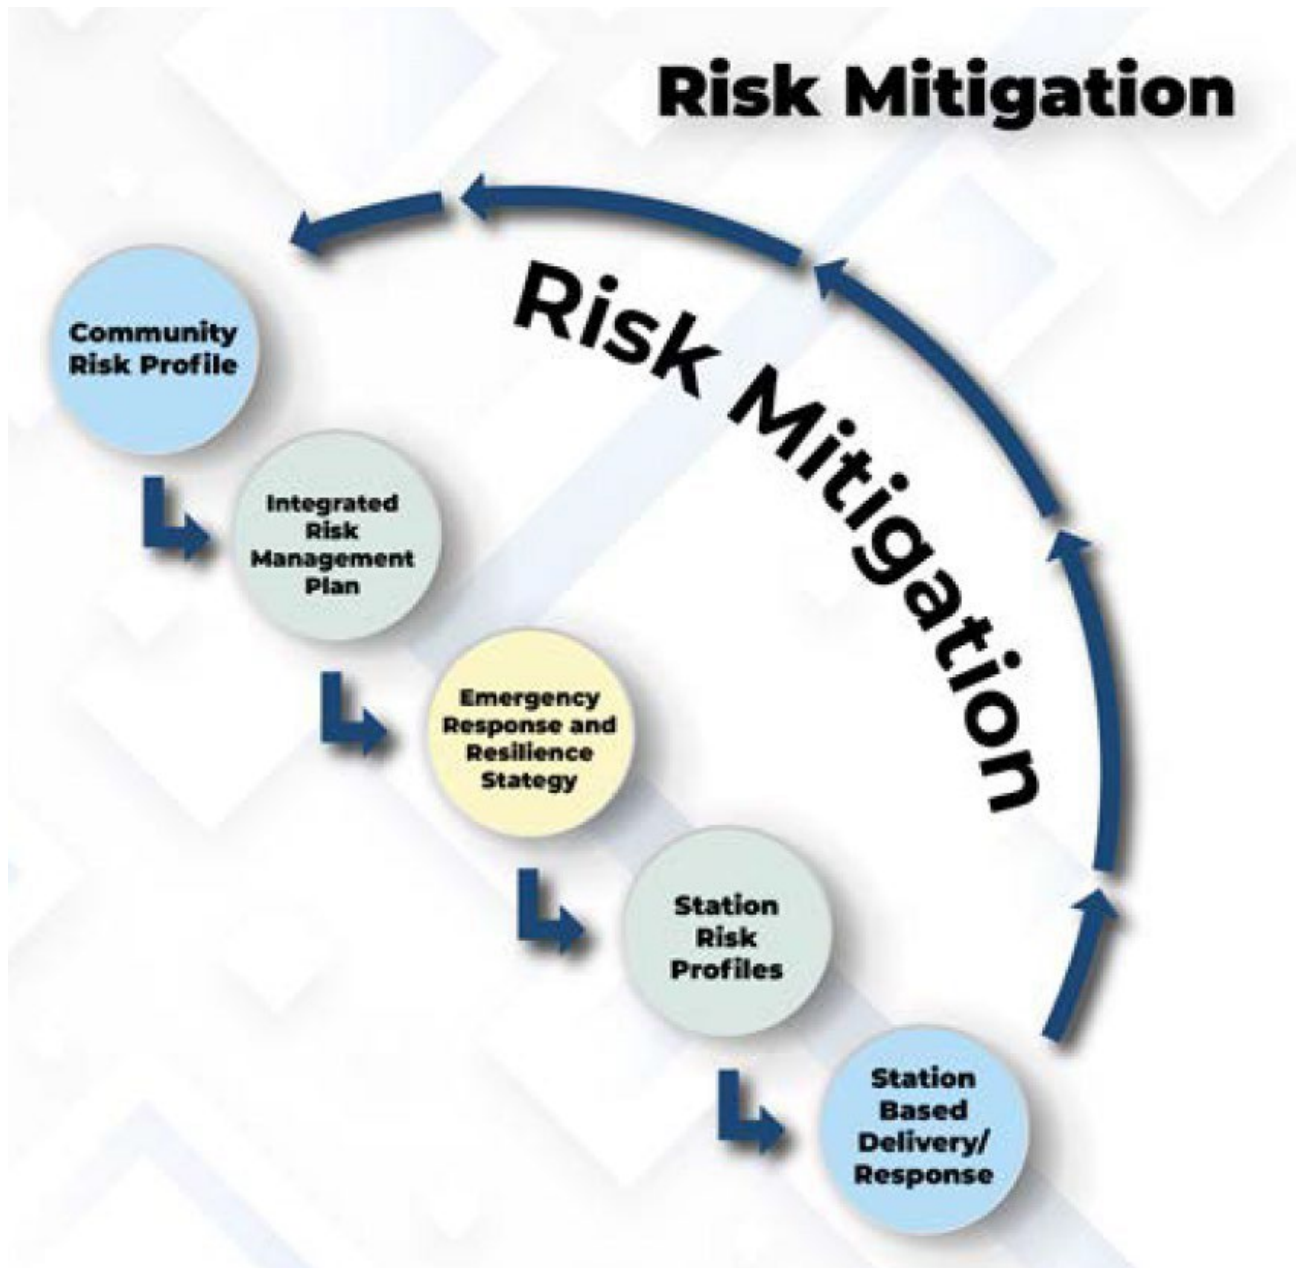 Risk Mitigation
Risk Mitigation
Community
Risk Profile
Integrated
Risk
Management
Plan
Emergency
Response and
Resilience
Stategy
Station
Risk
Profiles
Station
Based
Delivery/
Response